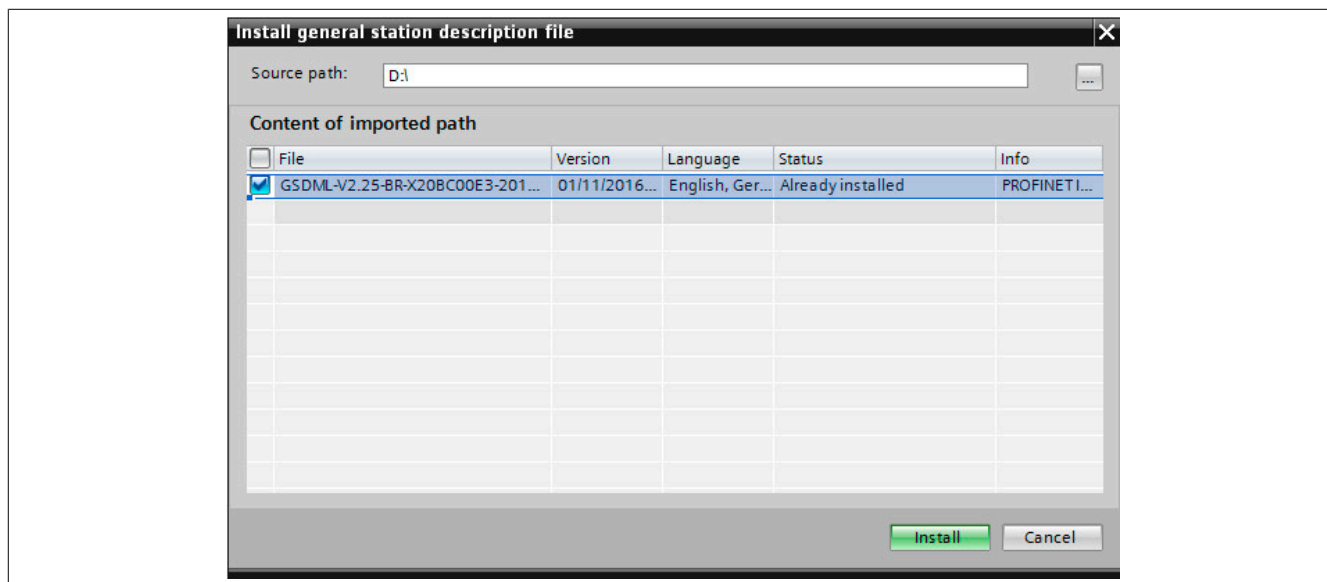 Install general station description file
Source path: D:\ ...
Content of imported path
File Version Language Status Info
GSDML-V2.25-BR-X20BC00E3-201... 01/11/2016... English, Ger... Already installed PROFINET I...
Install Cancel